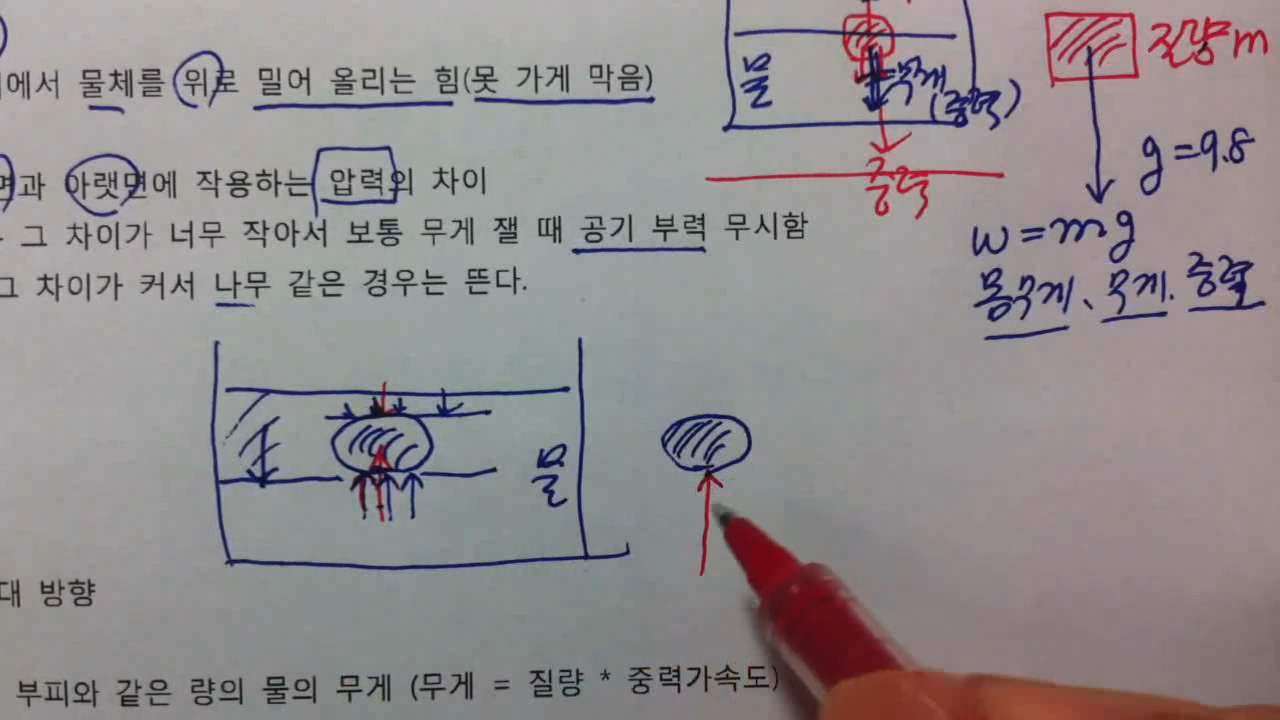 에서 물체를 위로 밀어 올리는 힘(못 가게 막음)
물
무게
(중력)
중력
질량 m
g=9.8
w=mg
몸무게、무게. 중력
과 아랫면에 작용하는 압력의 차이
그 차이가 너무 작아서 보통 무게 잴 때 공기 부력 무시함
그 차이가 커서 나무 같은 경우는 뜬다.
물
대 방향
부피와 같은 량의 물의 무게 (무게 = 질량 * 중력가속도)